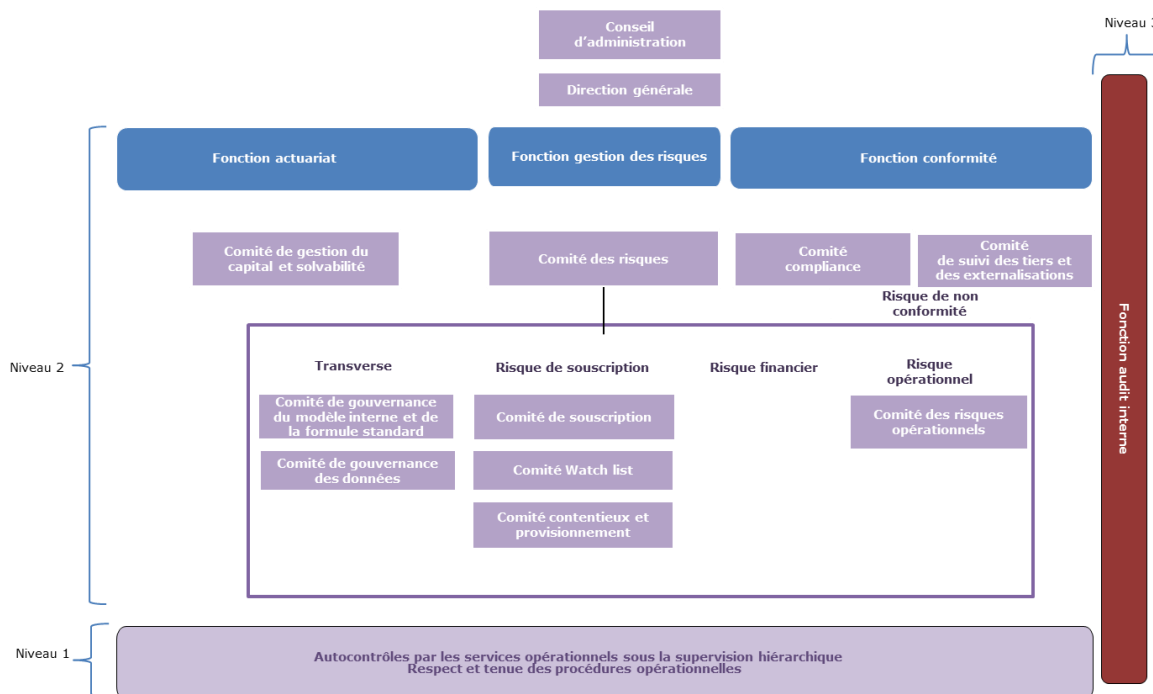 Conseil
d'administration
Niveau 3
Direction générale
Fonction actuariat
Fonction gestion des risques
Fonction conformité
Comité de gestion du
capital et solvabilité
Comité des risques
Comité
compliance
Comité
de suivi des tiers et
des externalisations
Risque de non
conformité
Niveau 2
Transverse
Risque de souscription
Risque financier
Risque
opérationnel
Comité de gouvernance
du modèle interne et de
la formule standard
Comité de souscription
Comité des risques
opérationnels
Comité de gouvernance
des données
Comité Watch list
Comité contentieux et
provisionnement
Fonction audit interne
Niveau 1
Autocontrôles par les services opérationnels sous la supervision hiérarchique
Respect et tenue des procédures opérationnelles